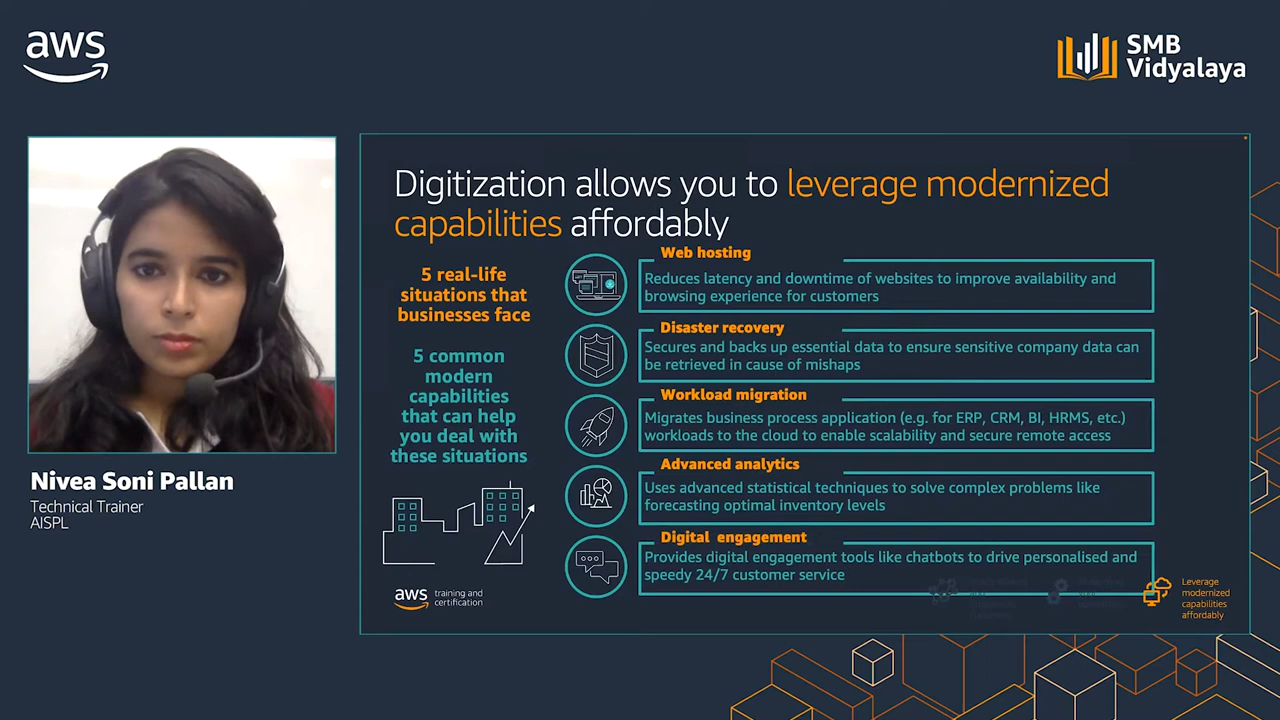 aws
SMB
Vidyalaya
Digitization allows you to leverage modernized
capabilities affordably
5 real-life
situations that
businesses face
5 common
modern
capabilities
that can help
you deal with
these situations
Web hosting
Reduces latency and downtime of websites to improve availability and
browsing experience for customers
Disaster recovery
Secures and backs up essential data to ensure sensitive company data can
be retrieved in cause of mishaps
Workload migration
Migrates business process application (e.g. for ERP, CRM, BI, HRMS, etc.)
workloads to the cloud to enable scalability and secure remote access
Advanced analytics
Uses advanced statistical techniques to solve complex problems like
forecasting optimal inventory levels
Digital engagement
Provides digital engagement tools like chatbots to drive personalised and
speedy 24/7 customer service
aws training and
certification
Leverage
modernized
capabilities
affordably
Nivea Soni Pallan
Technical Trainer
AISPL